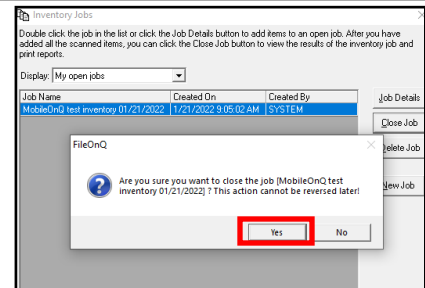 Inventory Jobs
Double click the job in the list or click the Job Details button to add items to an open job. After you have
added all the scanned items, you can click the Close Job button to view the results of the inventory job and
print reports.
Display: My open jobs
Job Name Created On Created By
MobileOnQ test inventory 01/21/2022 1/21/2022 9:05:02 AM SYSTEM
Job Details
Close Job
Delete Job
New Job
FileOnQ
Are you sure you want to close the job [MobileOnQ test
inventory 01/21/2022] ? This action cannot be reversed later!
Yes No